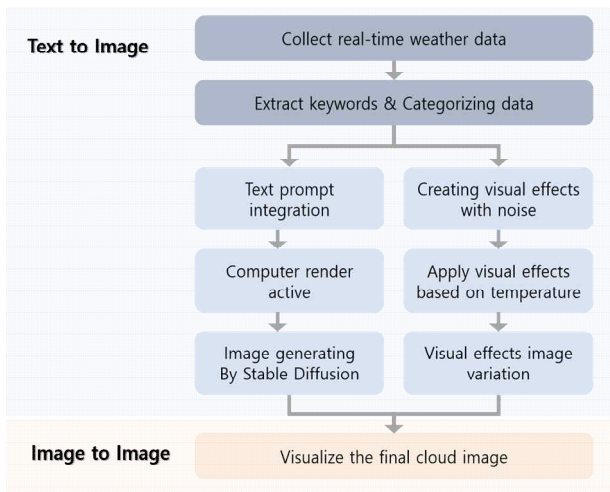 Text to Image
Collect real-time weather data
Extract keywords & Categorizing data
Text prompt
integration
Creating visual effects
with noise
Computer render
active
Apply visual effects
based on temperature
Image generating
By Stable Diffusion
Visual effects image
variation
Image to Image
Visualize the final cloud image